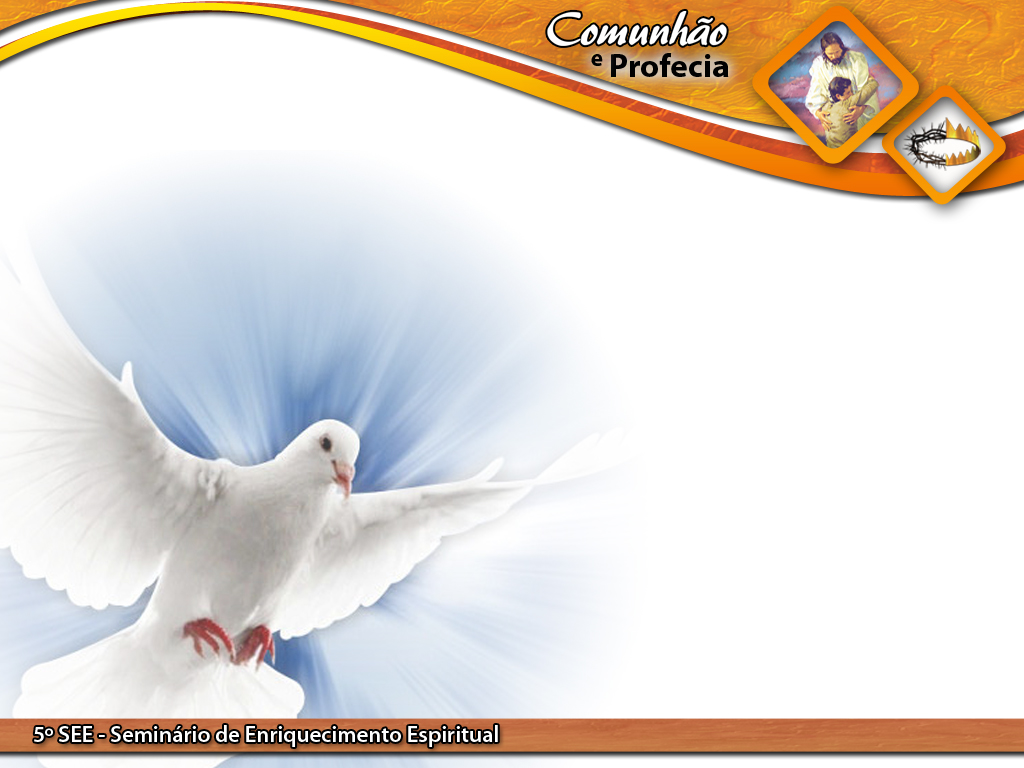 Comunhão
e Profecia
5º SEE - Seminário de Enriquecimento Espiritual